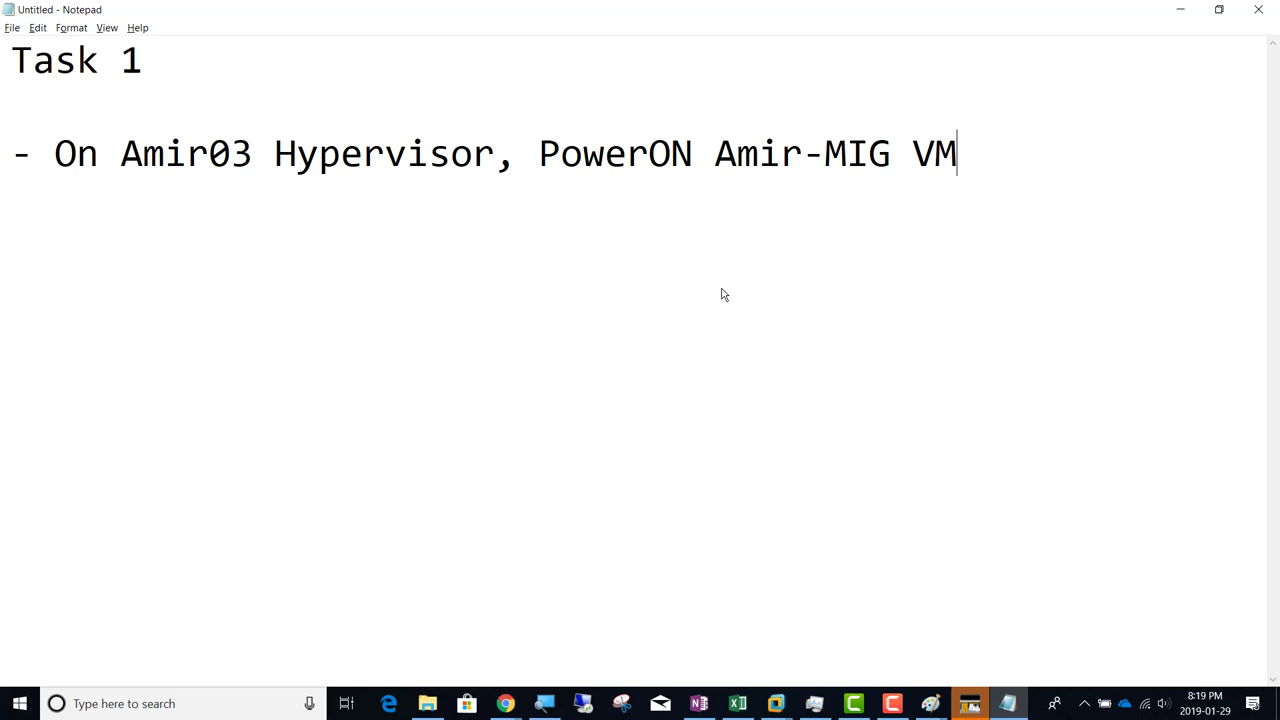 Untitled - Notepad
File Edit Format View Help
Task 1
- On Amir03 Hypervisor, PowerON Amir-MIG VM
Type here to search
8:19 PM
2019-01-29